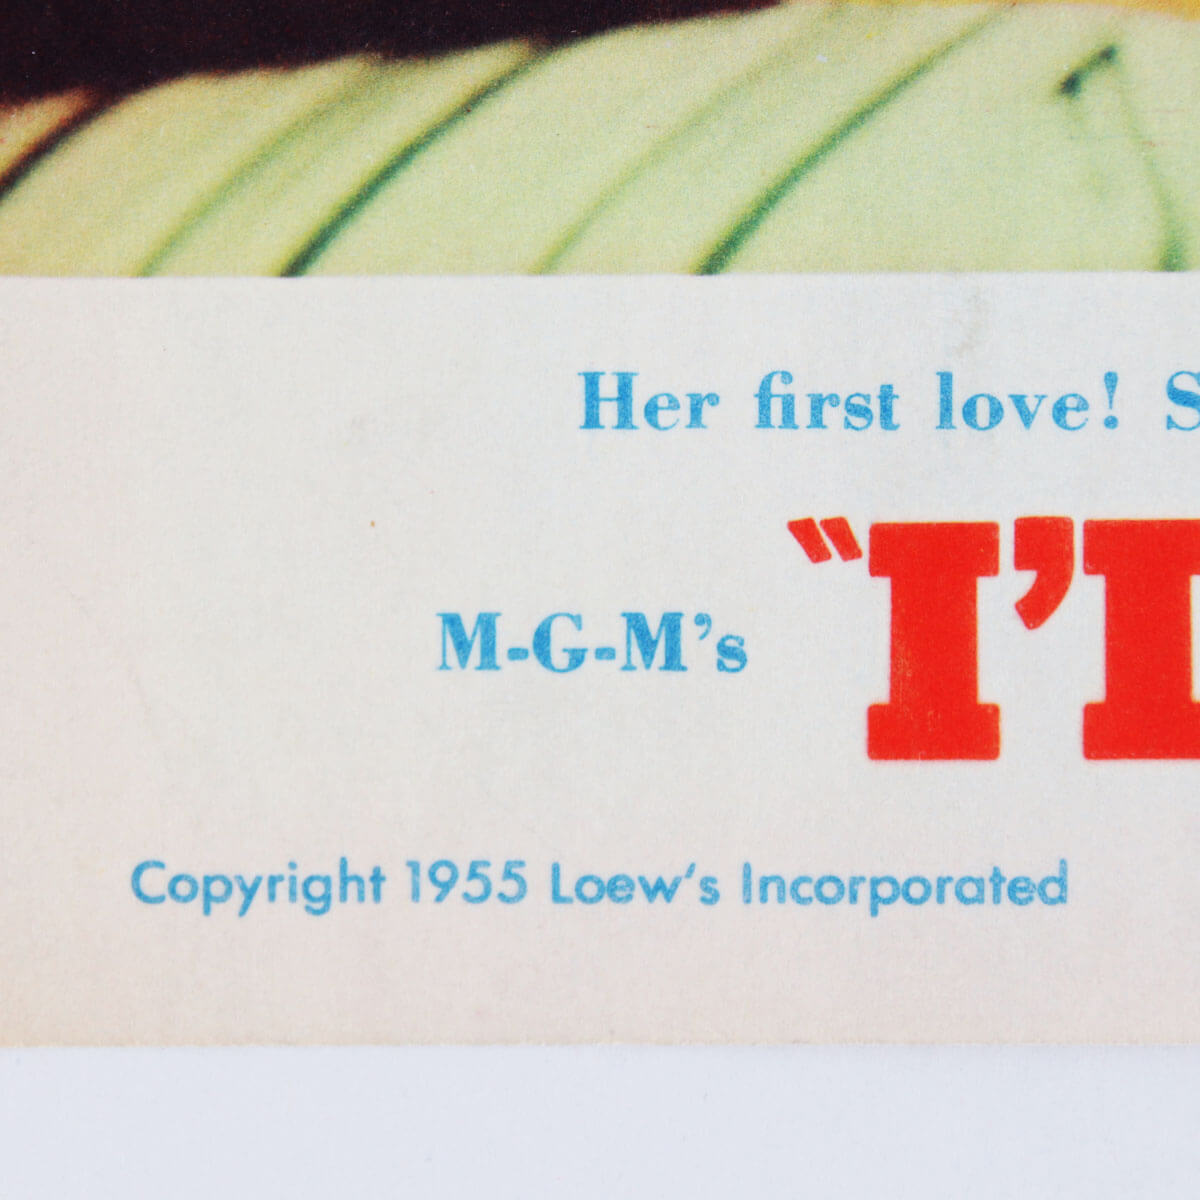 Her first love! S
M-G-M's
"I'
Copyright 1955 Loew's Incorporated